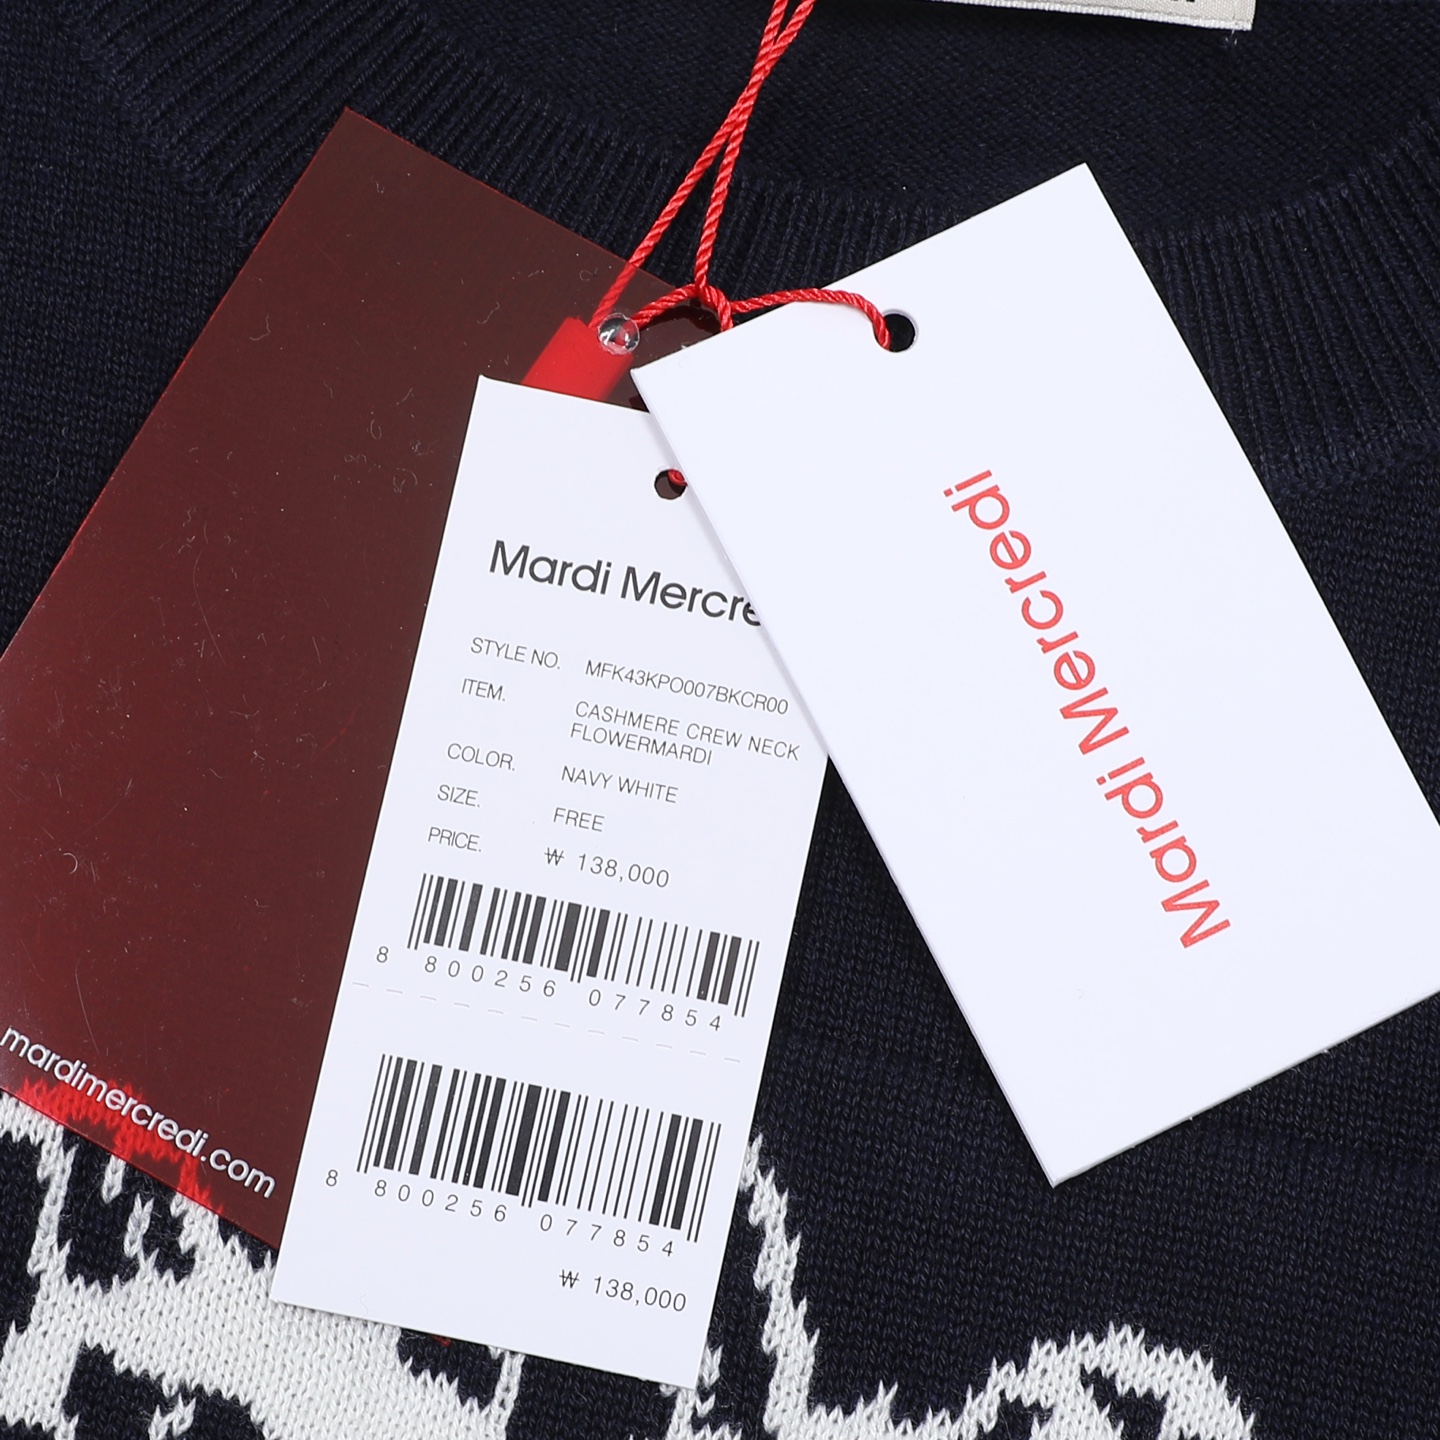 Mardi Mercre
STYLE NO. MFK43KPO007BKCR00
ITEM. CASHMERE CREW NECK
FLOWERMARDI
COLOR. NAVY WHITE
SIZE. FREE
PRICE. ₩ 138,000
8 800256 077854
8 800256 077854
₩ 138,000
Mardi Mercredi
mardimercredi.com